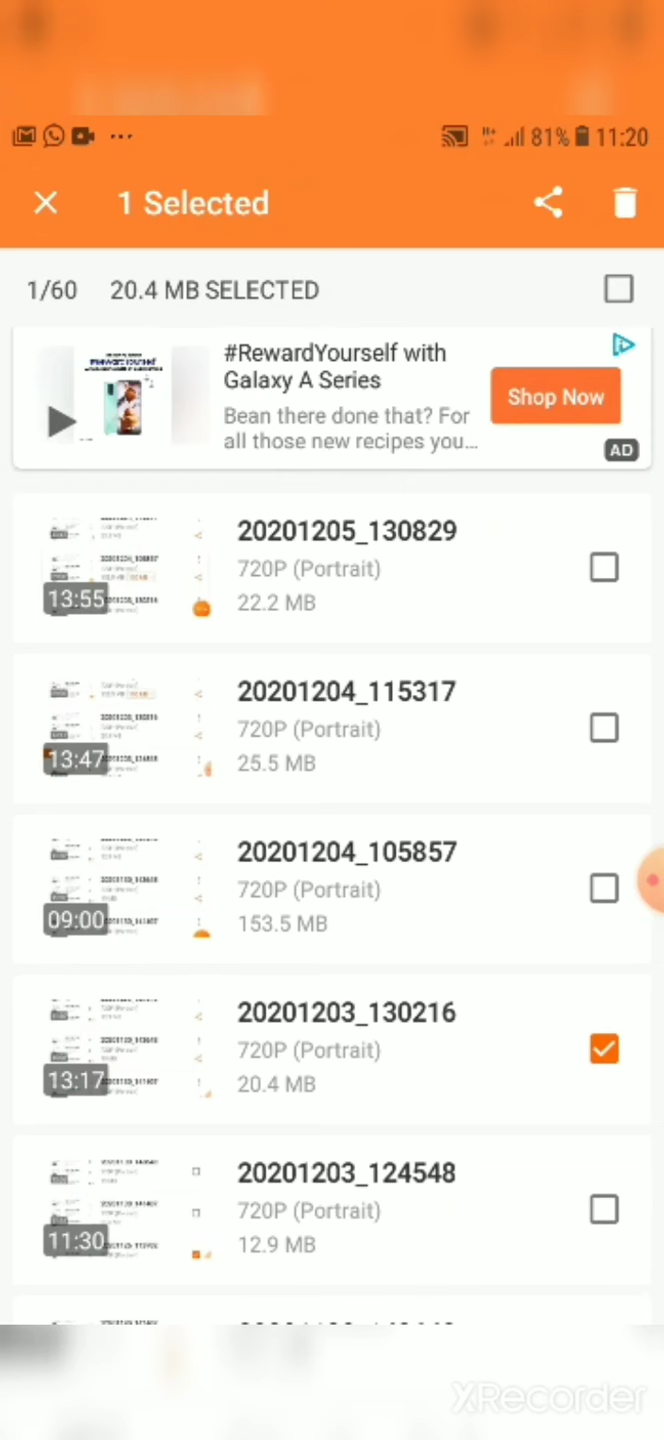 81% 11:20
1 Selected
1/60 20.4 MB SELECTED
#RewardYourself with
Galaxy A Series
Bean there done that? For
all those new recipes you...
Shop Now
AD
20201205_130829
720P (Portrait)
22.2 MB
13:55
20201204_115317
720P (Portrait)
25.5 MB
13:47
20201204_105857
720P (Portrait)
153.5 MB
09:00
20201203_130216
720P (Portrait)
20.4 MB
13:17
20201203_124548
720P (Portrait)
12.9 MB
11:30
XRecorder